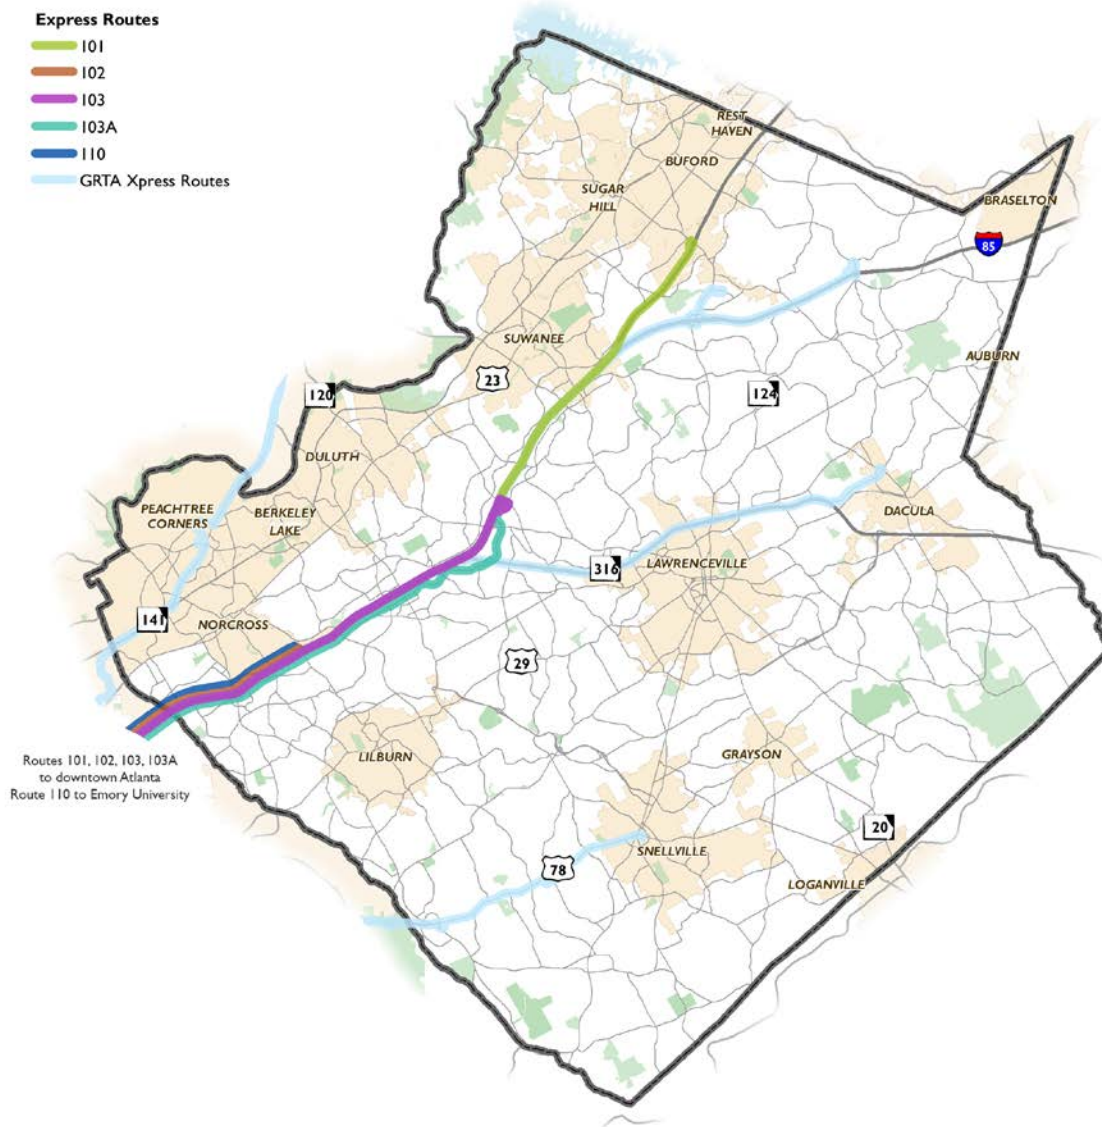 Express Routes
101
102
103
103A
110
GRTA Xpress Routes
REST
HAVEN
BUFORD
SUGAR
HILL
BRASELTON
85
SUWANEE
23
AUBURN
120
124
DULUTH
PEACHTREE
CORNERS
BERKELEY
LAKE
DACULA
316
LAWRENCEVILLE
141
NORCROSS
29
LILBURN
GRAYSON
Routes 101, 102, 103, 103A
to downtown Atlanta
Route 110 to Emory University
20
SNELLVILLE
78
LOGANVILLE